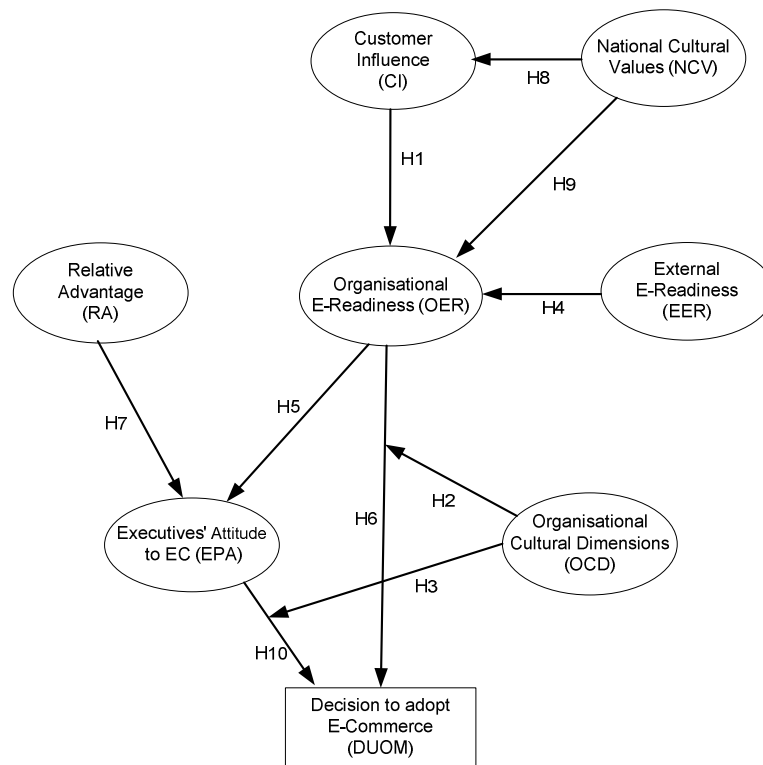 Customer
Influence
(CI)
National Cultural
Values (NCV)
H8
H1
H9
Relative
Advantage
(RA)
Organisational
E-Readiness (OER)
External
E-Readiness
(EER)
H4
H7
H5
H2
H6
Executives' Attitude
to EC (EPA)
Organisational
Cultural Dimensions
(OCD)
H3
H10
Decision to adopt
E-Commerce
(DUOM)